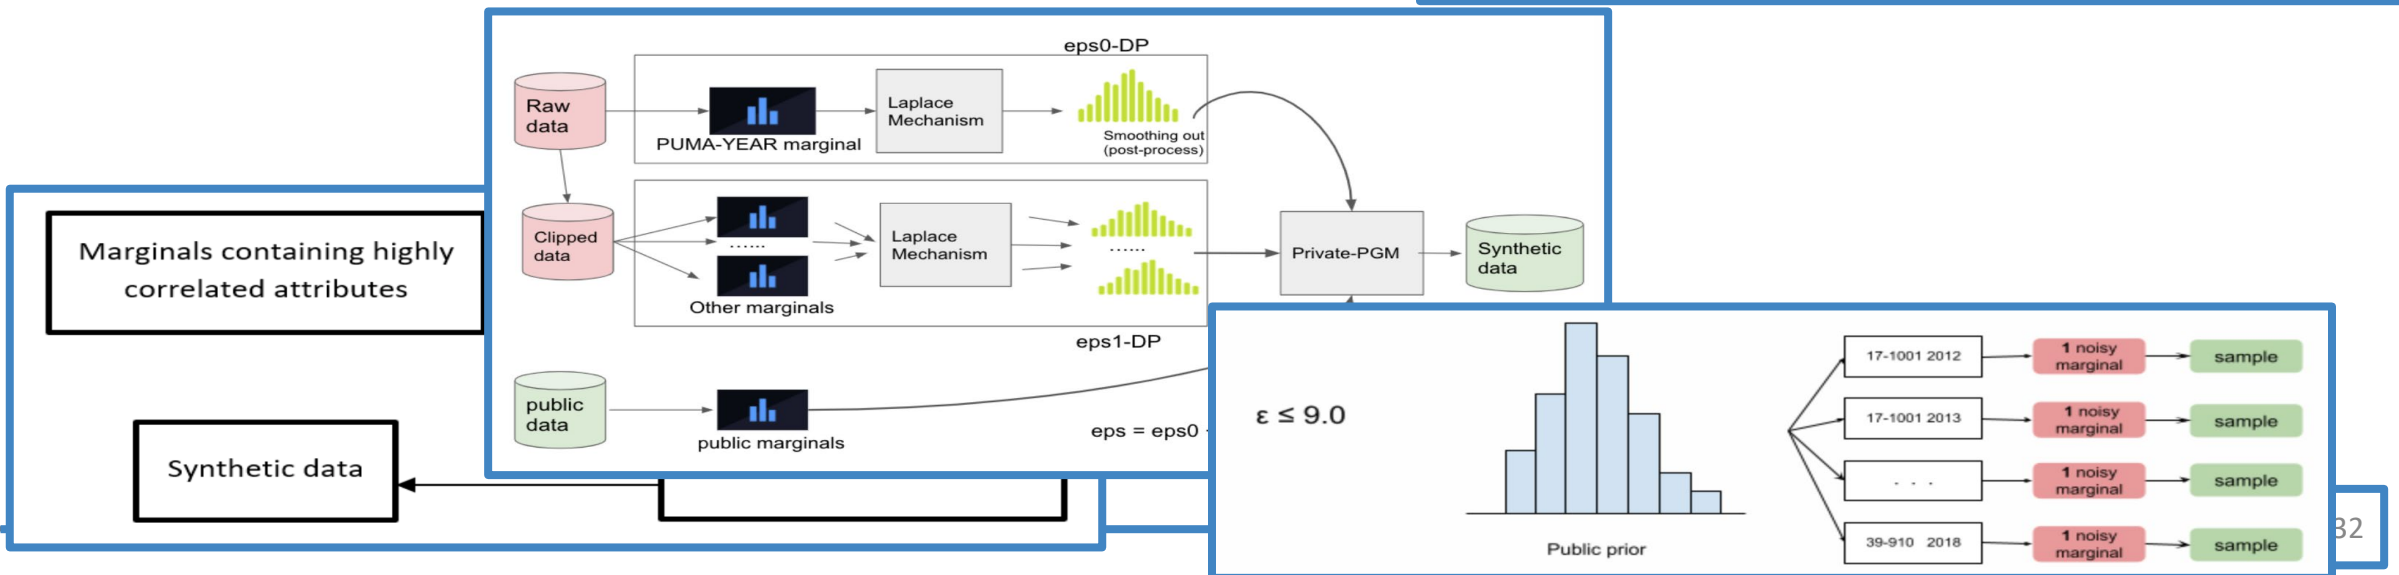 eps0-DP
Raw
data
PUMA-YEAR marginal
Laplace
Mechanism
Smoothing out
(post-process)
Clipped
data
......
Other marginals
Laplace
Mechanism
......
eps1-DP
Private-PGM
Synthetic
data
public
data
public marginals
eps = eps0
Marginals containing highly
correlated attributes
Synthetic data
ε ≤ 9.0
Public prior
17-1001 2012
1 noisy
marginal
sample
17-1001 2013
1 noisy
marginal
sample
. . .
1 noisy
marginal
sample
39-910 2018
1 noisy
marginal
sample
32